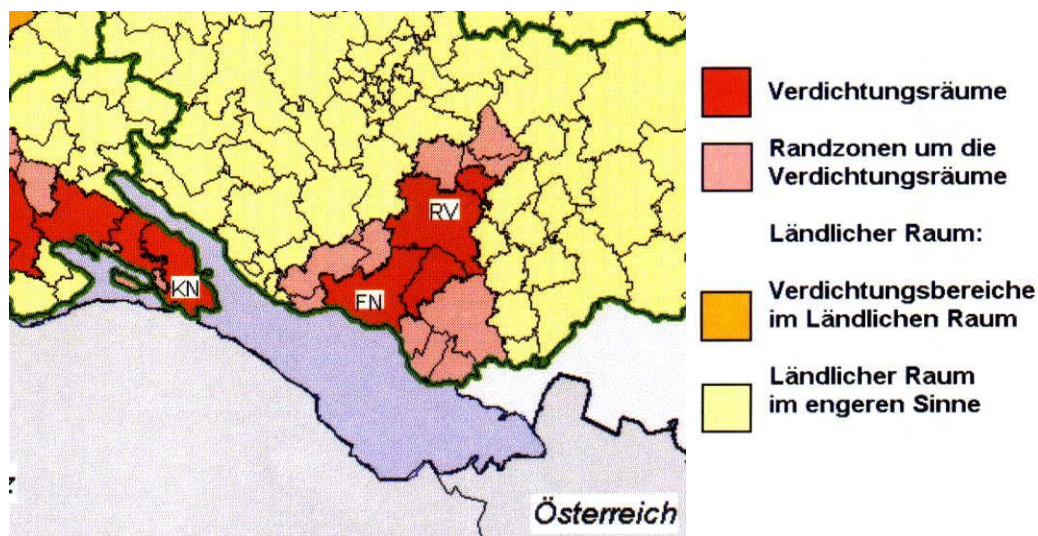 RV
KN
FN
z
Österreich
Verdichtungsräume
Randzonen um die
Verdichtungsräume
Ländlicher Raum:
Verdichtungsbereiche
im Ländlichen Raum
Ländlicher Raum
im engeren Sinne